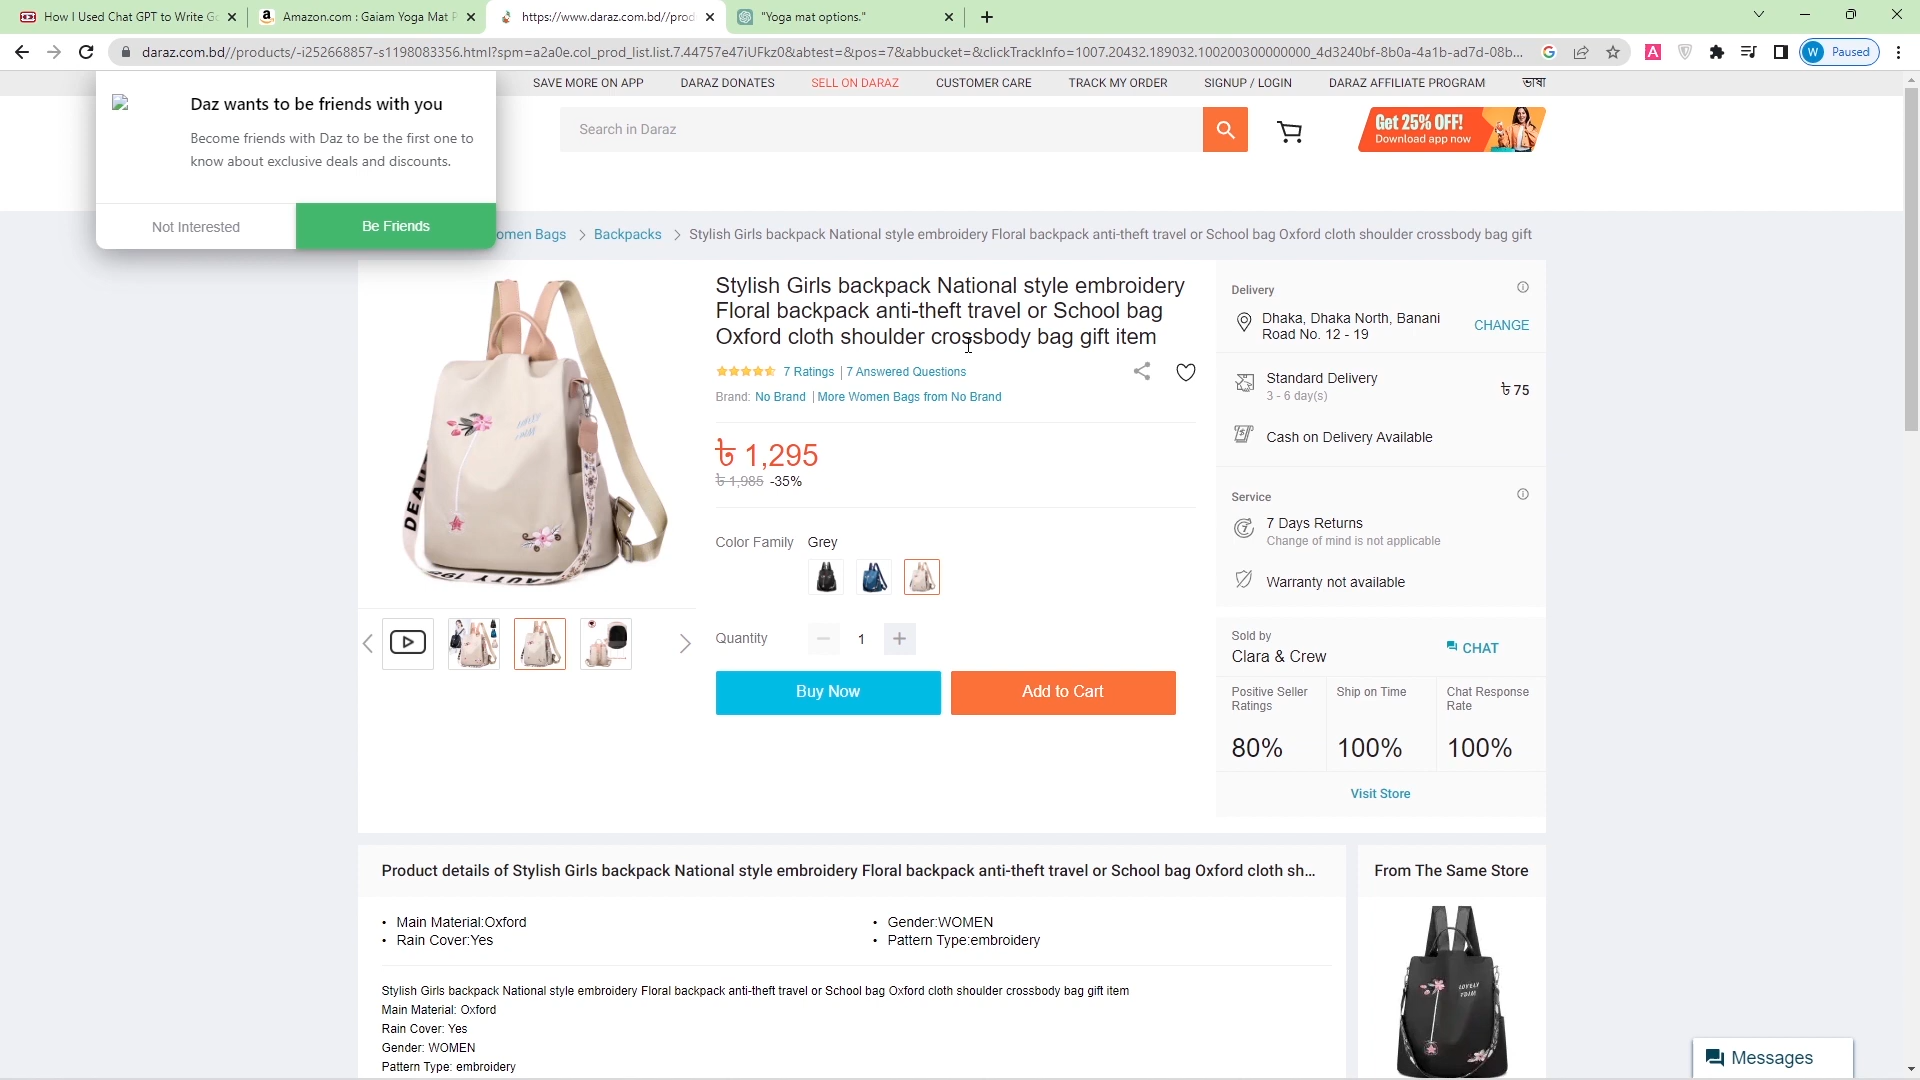 How I Used Chat GPT to Write G
Amazon.com : Gaiam Yoga Mat P
https://www.daraz.com.bd//prod
"Yoga mat options."
daraz.com.bd//products/-i252668857-s1198083356.html?spm=a2a0e.col_prod_list.list.7.44757e47iUFkz0&abtest=&pos=7&abbucket=&clickTrackInfo=1007.20432.189032.100200300000000_4d3240bf-8b0a-4a1b-ad7d-08b...
W Paused
SAVE MORE ON APP DARAZ DONATES SELL ON DARAZ CUSTOMER CARE TRACK MY ORDER SIGNUP / LOGIN DARAZ AFFILIATE PROGRAM ভাষা
Daz wants to be friends with you
Become friends with Daz to be the first one to
know about exclusive deals and discounts.
Not Interested
Be Friends
Search in Daraz
Get 25% OFF!
Download app now
omen Bags > Backpacks > Stylish Girls backpack National style embroidery Floral backpack anti-theft travel or School bag Oxford cloth shoulder crossbody bag gift
Stylish Girls backpack National style embroidery
Floral backpack anti-theft travel or School bag
Oxford cloth shoulder crossbody bag gift item
7 Ratings | 7 Answered Questions
Brand: No Brand | More Women Bags from No Brand
৳ 1,295
৳ 1,985 -35%
Color Family Grey
Quantity
1
Buy Now
Add to Cart
Delivery
Dhaka, Dhaka North, Banani
Road No. 12 - 19
CHANGE
Standard Delivery
3 - 6 day(s)
৳ 75
Cash on Delivery Available
Service
7 Days Returns
Change of mind is not applicable
Warranty not available
Sold by
Clara & Crew
CHAT
Positive Seller
Ratings
Ship on Time
Chat Response
Rate
80%
100%
100%
Visit Store
Product details of Stylish Girls backpack National style embroidery Floral backpack anti-theft travel or School bag Oxford cloth sh...
• Main Material:Oxford
• Rain Cover:Yes
• Gender:WOMEN
• Pattern Type:embroidery
Stylish Girls backpack National style embroidery Floral backpack anti-theft travel or School bag Oxford cloth shoulder crossbody bag gift item
Main Material: Oxford
Rain Cover: Yes
Gender: WOMEN
Pattern Type: embroidery
From The Same Store
Messages